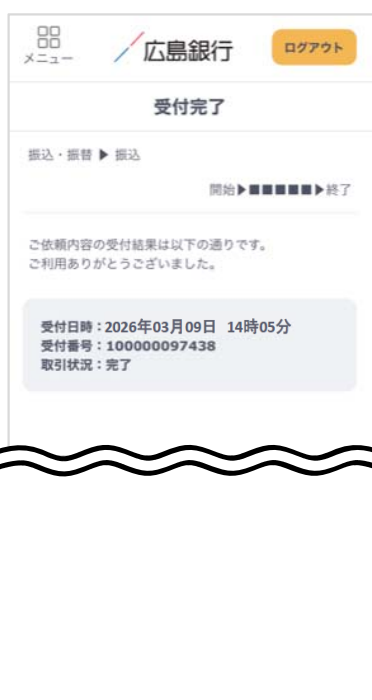 メニュー
広島銀行
ログアウト
受付完了
振込・振替 ▶ 振込
開始▶■■■■■▶終了
ご依頼内容の受付結果は以下の通りです。
ご利用ありがとうございました。
受付日時：2026年03月09日 14時05分
受付番号：100000097438
取引状況：完了